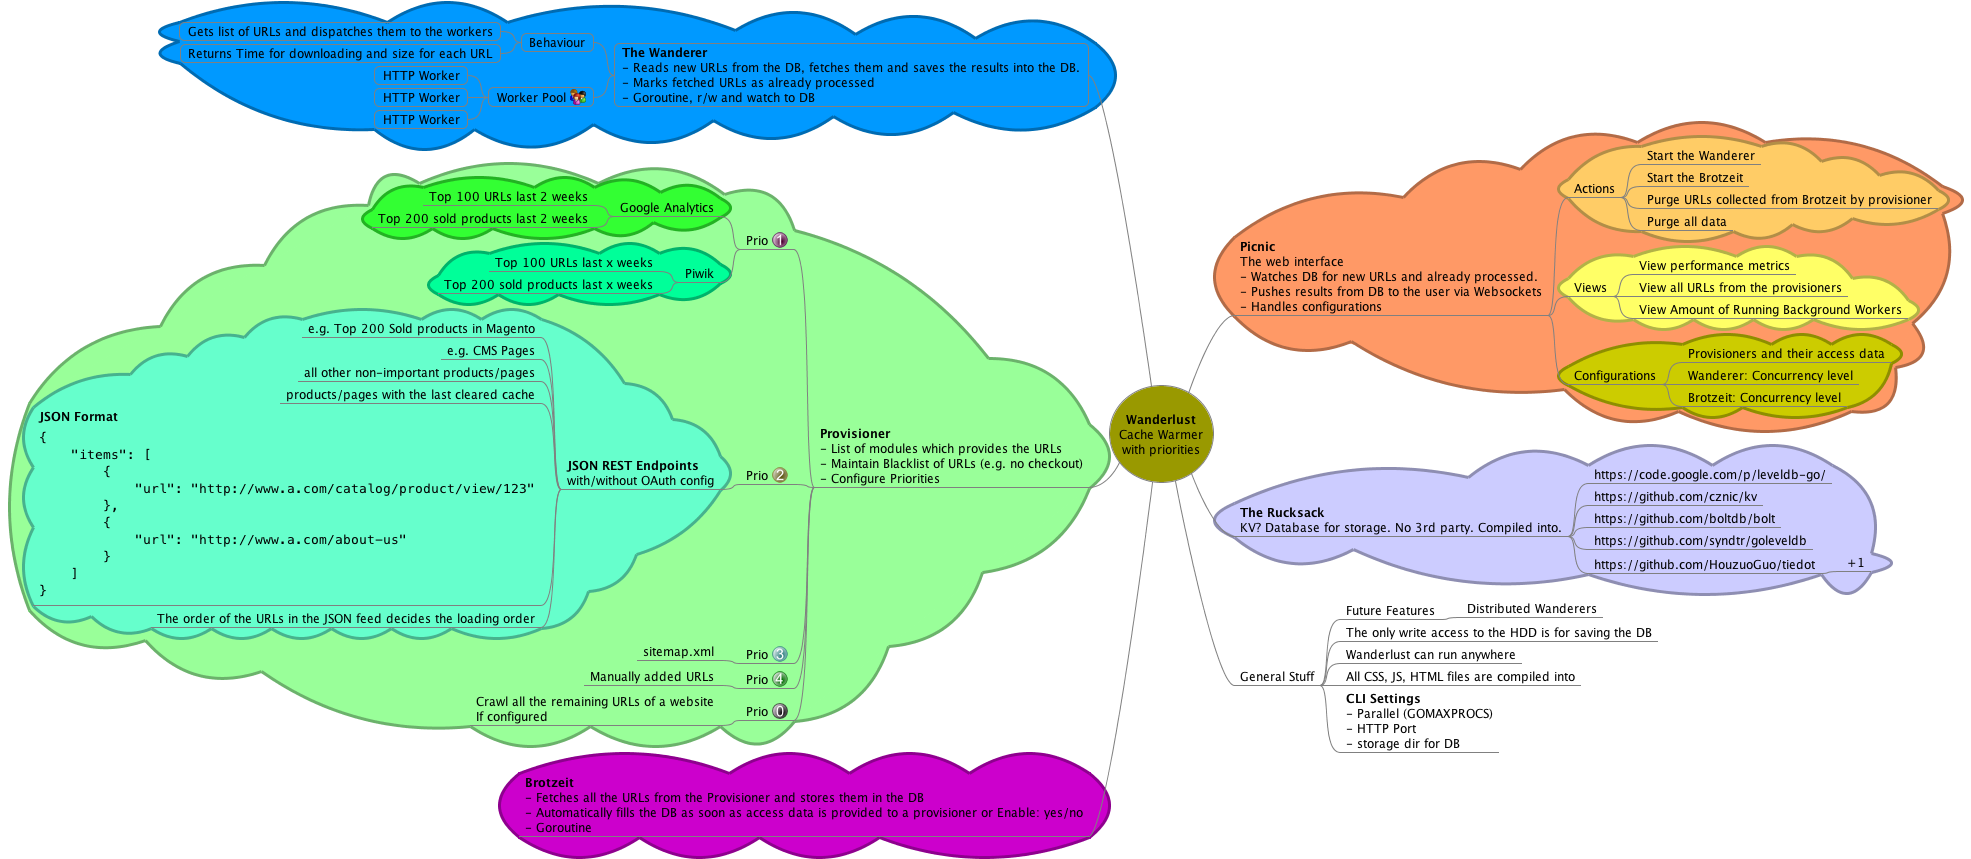 Wanderlust
Cache Warmer
with priorities
The Wanderer
- Reads new URLs from the DB, fetches them and saves the results into the DB.
- Marks fetched URLs as already processed
- Goroutine, r/w and watch to DB
Behaviour
Gets list of URLs and dispatches them to the workers
Returns Time for downloading and size for each URL
Worker Pool
HTTP Worker
HTTP Worker
HTTP Worker
Provisioner
- List of modules which provides the URLs
- Maintain Blacklist of URLs (e.g. no checkout)
- Configure Priorities
Prio 1
Google Analytics
Top 100 URLs last 2 weeks
Top 200 sold products last 2 weeks
Piwik
Top 100 URLs last x weeks
Top 200 sold products last x weeks
Prio 2
JSON REST Endpoints
with/without OAuth config
e.g. Top 200 Sold products in Magento
e.g. CMS Pages
all other non-important products/pages
products/pages with the last cleared cache
JSON Format
{
    "items": [
        {
            "url": "http://www.a.com/catalog/product/view/123"
        },
        {
            "url": "http://www.a.com/about-us"
        }
    ]
}
The order of the URLs in the JSON feed decides the loading order
Prio 3
sitemap.xml
Prio 4
Manually added URLs
Prio 0
Crawl all the remaining URLs of a website
If configured
Brotzeit
- Fetches all the URLs from the Provisioner and stores them in the DB
- Automatically fills the DB as soon as access data is provided to a provisioner or Enable: yes/no
- Goroutine
Picnic
The web interface
- Watches DB for new URLs and already processed.
- Pushes results from DB to the user via Websockets
- Handles configurations
Actions
Start the Wanderer
Start the Brotzeit
Purge URLs collected from Brotzeit by provisioner
Purge all data
Views
View performance metrics
View all URLs from the provisioners
View Amount of Running Background Workers
Configurations
Provisioners and their access data
Wanderer: Concurrency level
Brotzeit: Concurrency level
The Rucksack
KV? Database for storage. No 3rd party. Compiled into.
https://code.google.com/p/leveldb-go/
https://github.com/cznic/kv
https://github.com/boltdb/bolt
https://github.com/syndtr/goleveldb
https://github.com/HouzuoGuo/tiedot
+1
General Stuff
Future Features
Distributed Wanderers
The only write access to the HDD is for saving the DB
Wanderlust can run anywhere
All CSS, JS, HTML files are compiled into
CLI Settings
- Parallel (GOMAXPROCS)
- HTTP Port
- storage dir for DB